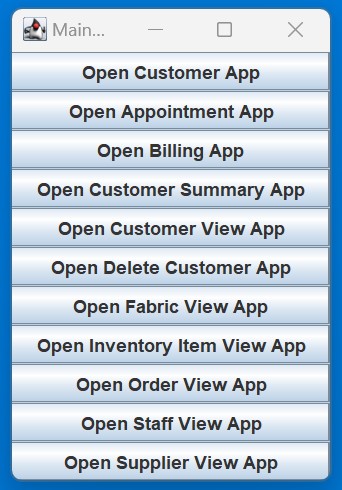 Main...
Open Customer App
Open Appointment App
Open Billing App
Open Customer Summary App
Open Customer View App
Open Delete Customer App
Open Fabric View App
Open Inventory Item View App
Open Order View App
Open Staff View App
Open Supplier View App